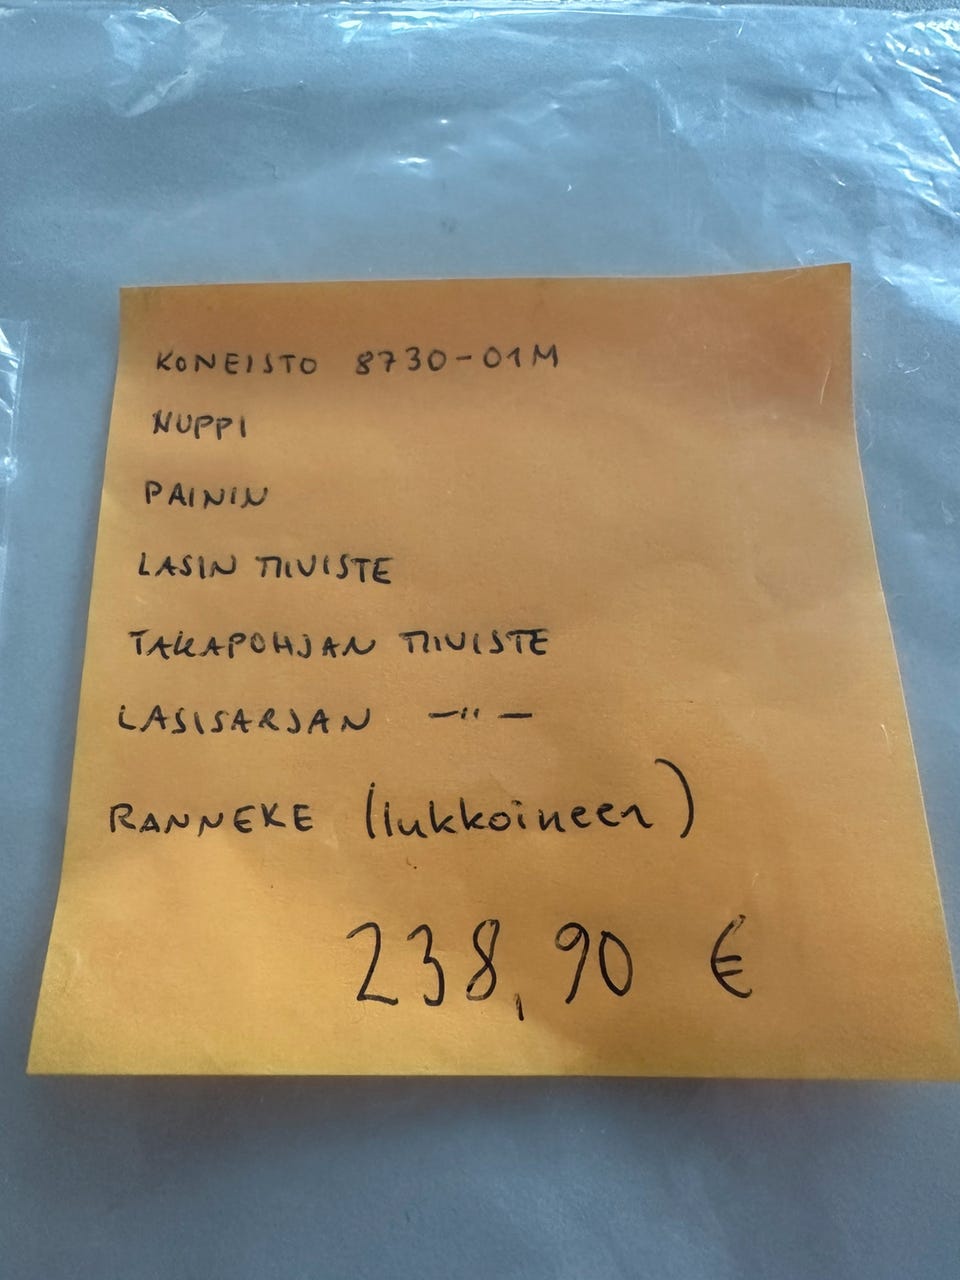 KONEISTO 8730-01M
NUPPI
PAININ
LASIN TIIVISTE
TAKAPOHJAN TIIVISTE
LASISARJAN —"—
RANNEKE (lukkoineen)
238,90 €